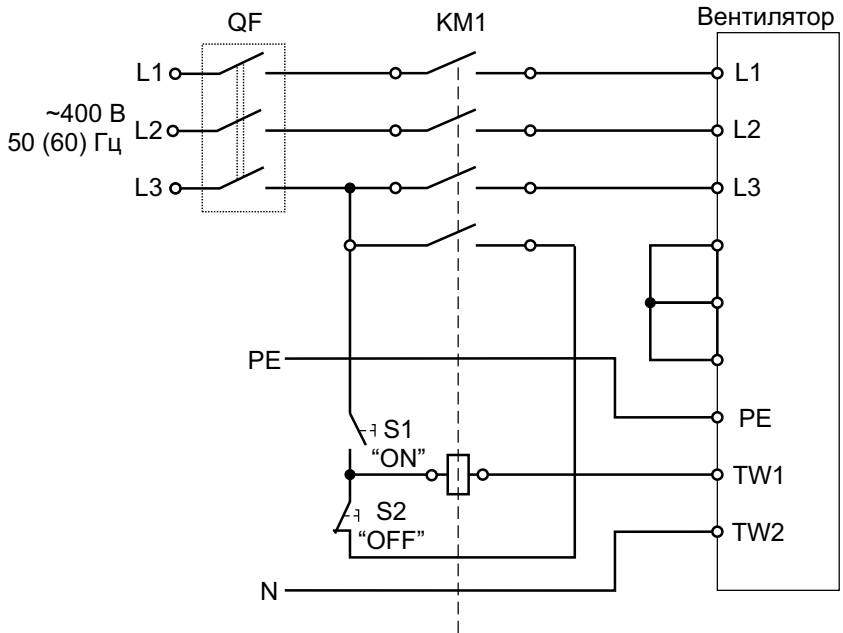 QF
KM1
Вентилятор
L1
L1
~400 В
50 (60) Гц
L2
L2
L3
L3
PE
PE
S1
“ON”
TW1
S2
“OFF”
TW2
N